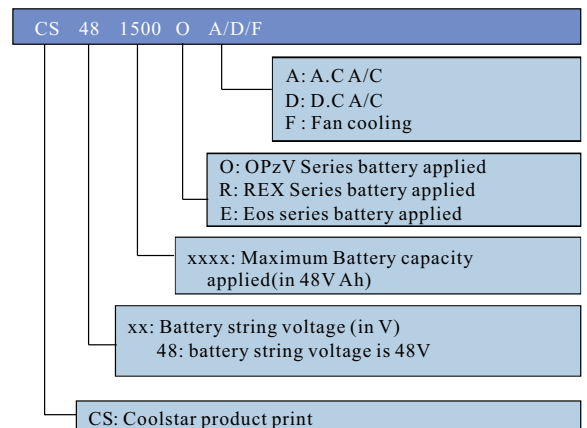 CS 48 1500 O A/D/F
A: A.C A/C
D: D.C A/C
F : Fan cooling
O: OPzV Series battery applied
R: REX Series battery applied
E: Eos series battery applied
xxxx: Maximum Battery capacity
applied(in 48V Ah)
xx: Battery string voltage (in V)
48: battery string voltage is 48V
CS: Coolstar product print